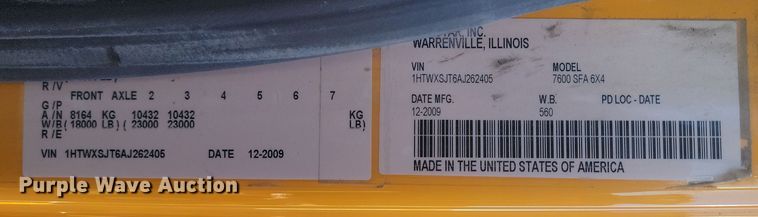 R /V
FRONT AXLE 2 3 4 5 6 7
G /P
A /N 8164 KG 10432 10432 KG
W/B( 18000 LB) ( 23000 23000 LB)
R /E
VIN 1HTWXSJT6AJ262405 DATE 12-2009
INC.
WARRENVILLE, ILLINOIS
VIN MODEL
1HTWXSJT6AJ262405 7600 SFA 6X4
DATE MFG. W.B. PD LOC - DATE
12-2009 560
MADE IN THE UNITED STATES OF AMERICA
Purple Wave Auction